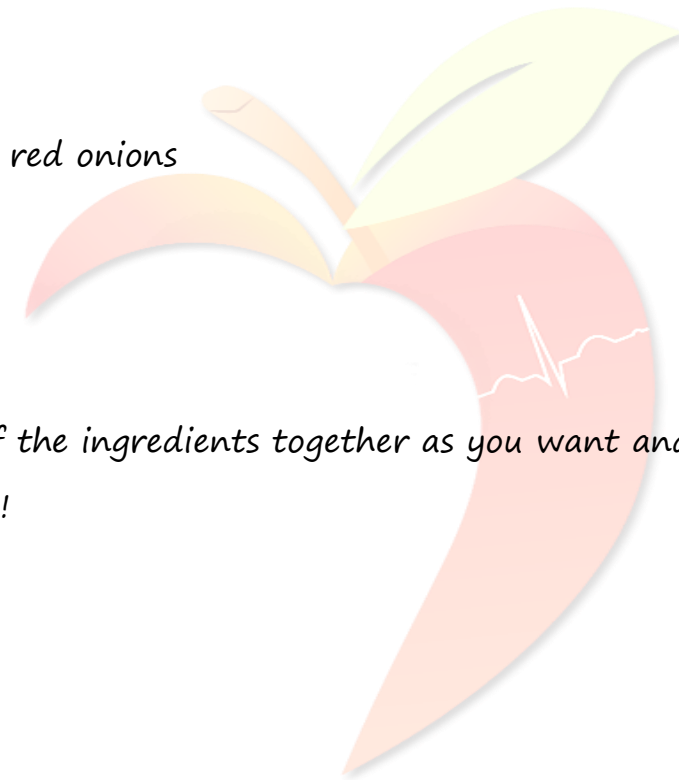 red onions
f the ingredients together as you want and
!